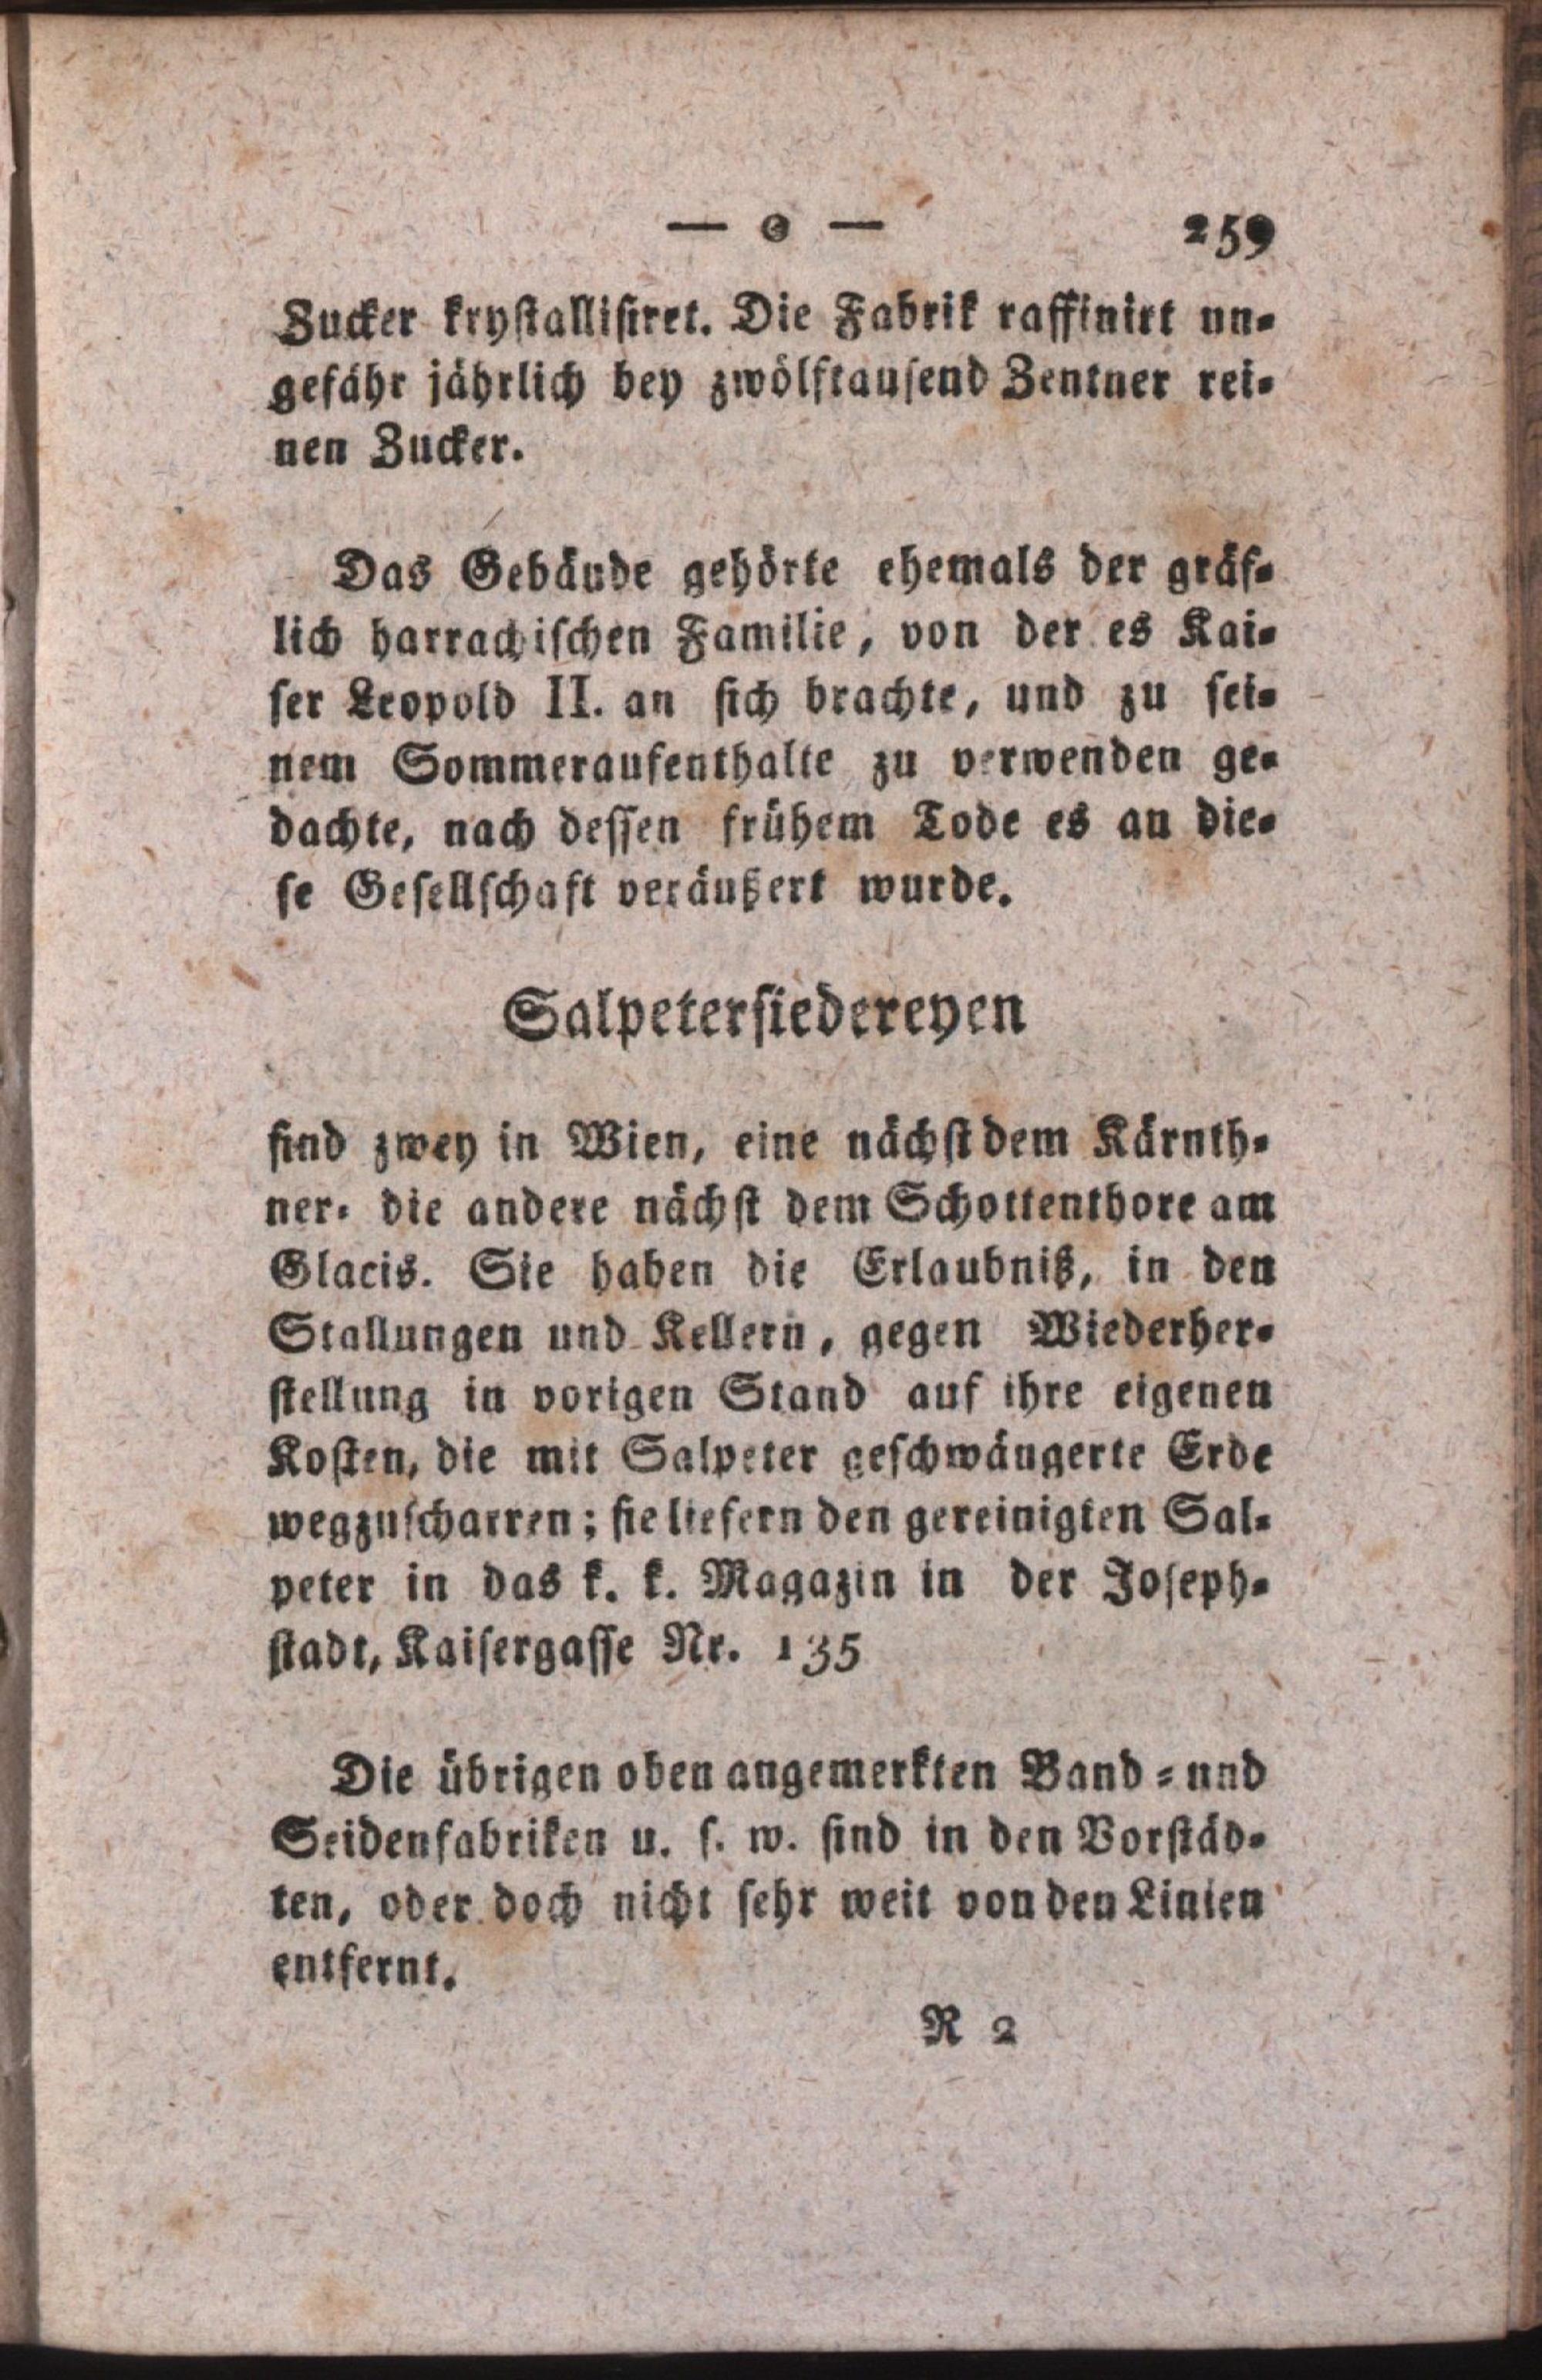 — o — 259
Zucker kryſtalliſiret. Die Fabrik raffinirt un-
gefähr jährlich bey zwölftauſend Zentner rei-
nen Zucker.
Das Gebäude gehörte ehemals der gräf-
lich harrachiſchen Familie, von der es Kai-
ſer Leopold II. an ſich brachte, und zu ſei-
nem Sommeraufenthalte zu verwenden ge-
dachte, nach deſſen frühem Tode es an die-
ſe Geſellſchaft veräußert wurde.
Salpeterſiedereyen
ſind zwey in Wien, eine nächſt dem Kärnth-
ner- die andere nächſt dem Schottenthore am
Glacis. Sie haben die Erlaubniß, in den
Stallungen und Kellern, gegen Wiederher-
ſtellung in vorigen Stand auf ihre eigenen
Koſten, die mit Salpeter geſchwängerte Erde
wegzuſcharren; ſie liefern den gereinigten Sal-
peter in das k. k. Magazin in der Joſeph-
ſtadt, Kaiſergaſſe Nr. 135
Die übrigen oben angemerkten Band- und
Seidenfabriken u. ſ. w. ſind in den Vorſtäd-
ten, oder doch nicht ſehr weit von den Linien
entfernt.
R 2